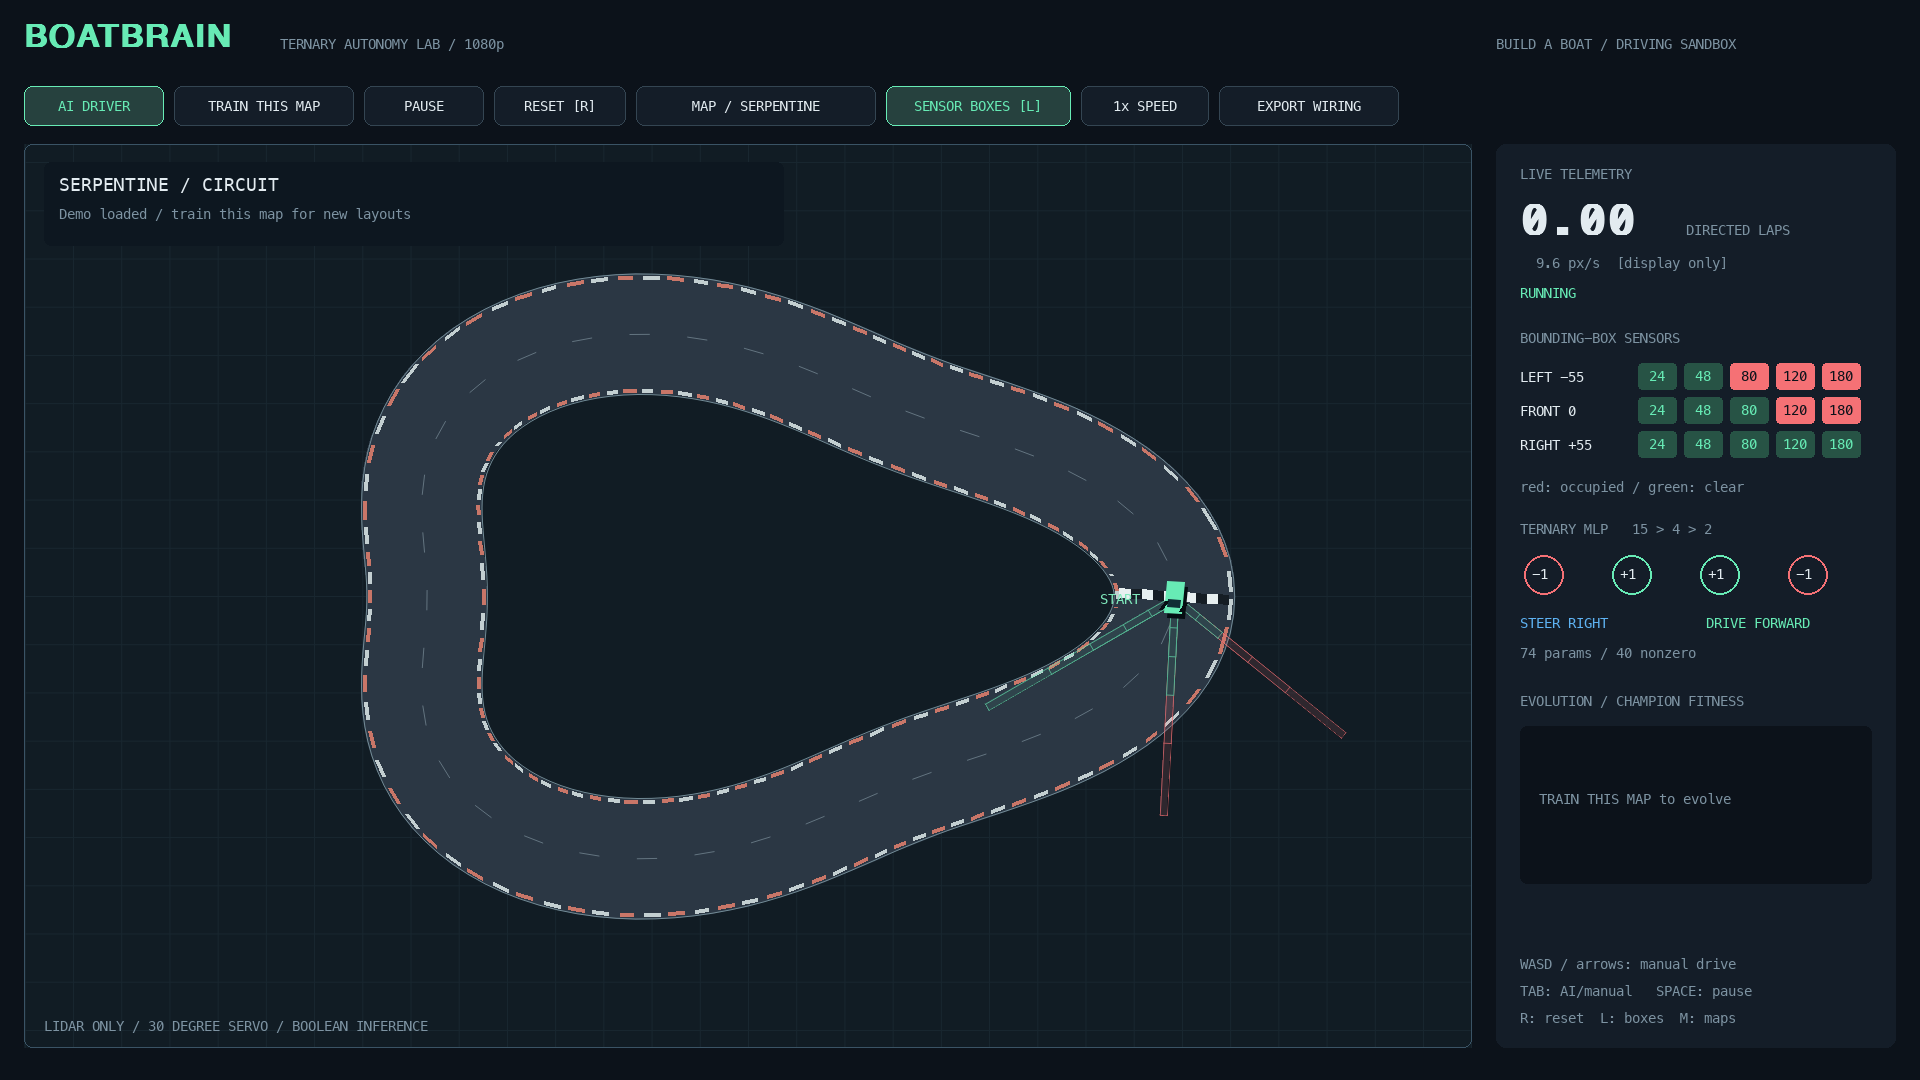 BOATBRAIN
TERNARY AUTONOMY LAB / 1080p
BUILD A BOAT / DRIVING SANDBOX
AI DRIVER
TRAIN THIS MAP
PAUSE
RESET [R]
MAP / SERPENTINE
SENSOR BOXES [L]
1x SPEED
EXPORT WIRING
SERPENTINE / CIRCUIT
Demo loaded / train this map for new layouts
START
LIDAR ONLY / 30 DEGREE SERVO / BOOLEAN INFERENCE
LIVE TELEMETRY
0.00 DIRECTED LAPS
9.6 px/s [display only]
RUNNING
BOUNDING-BOX SENSORS
LEFT -55 24 48 80 120 180
FRONT 0 24 48 80 120 180
RIGHT +55 24 48 80 120 180
red: occupied / green: clear
TERNARY MLP 15 > 4 > 2
-1 +1 +1 -1
STEER RIGHT DRIVE FORWARD
74 params / 40 nonzero
EVOLUTION / CHAMPION FITNESS
TRAIN THIS MAP to evolve
WASD / arrows: manual drive
TAB: AI/manual SPACE: pause
R: reset L: boxes M: maps